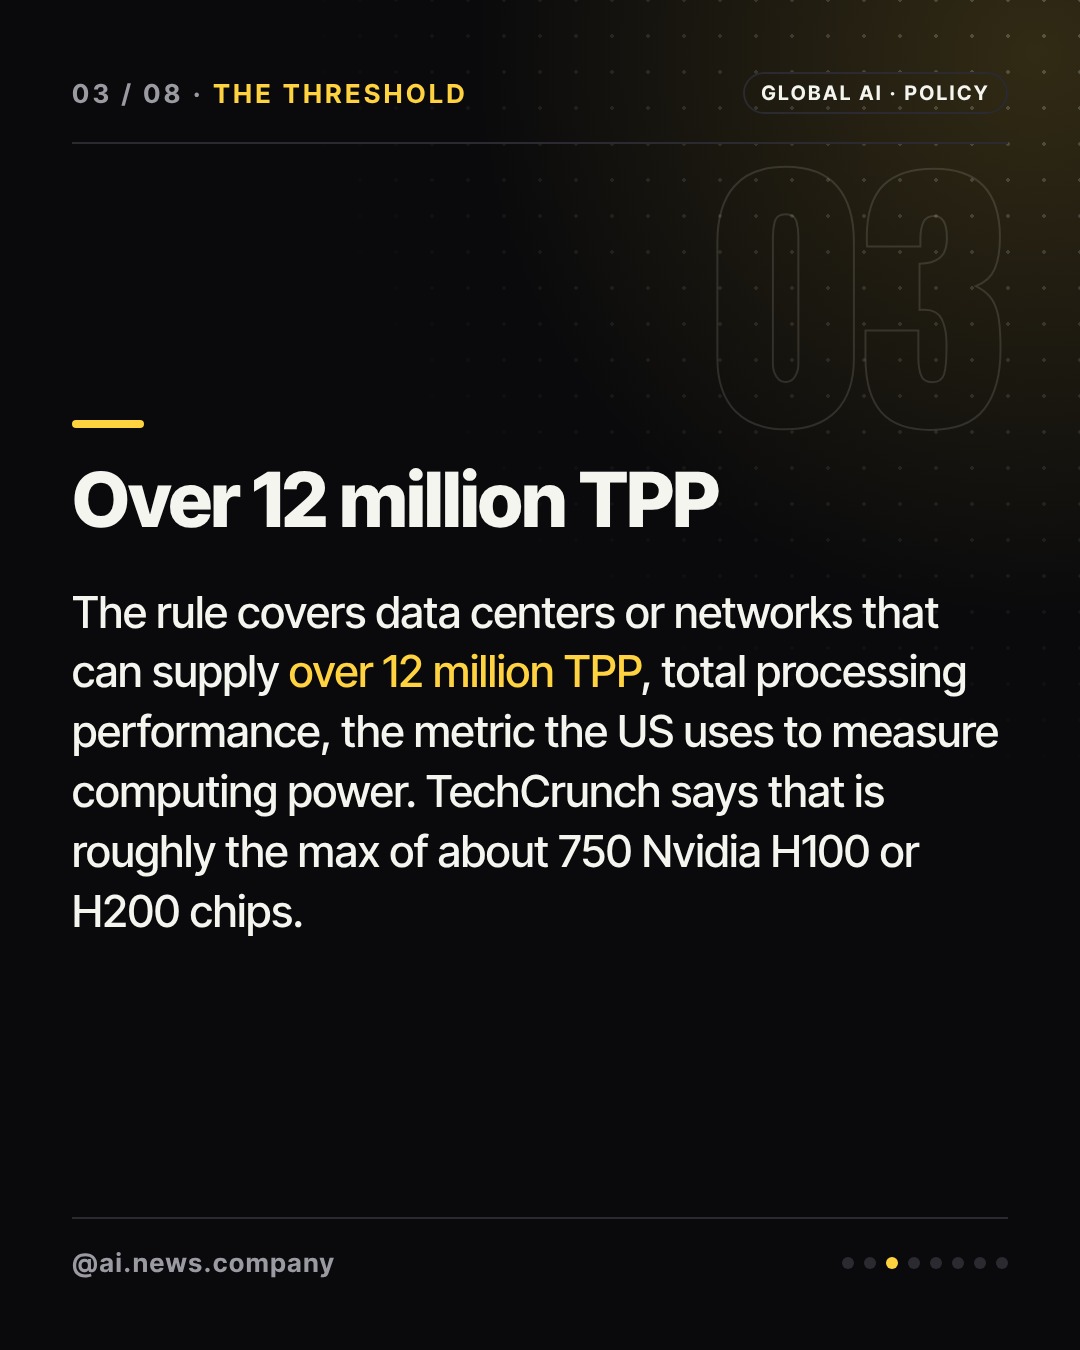 03 / 08 · THE THRESHOLD
GLOBAL AI · POLICY
03
Over 12 million TPP
The rule covers data centers or networks that
can supply over 12 million TPP, total processing
performance, the metric the US uses to measure
computing power. TechCrunch says that is
roughly the max of about 750 Nvidia H100 or
H200 chips.
@ai.news.company